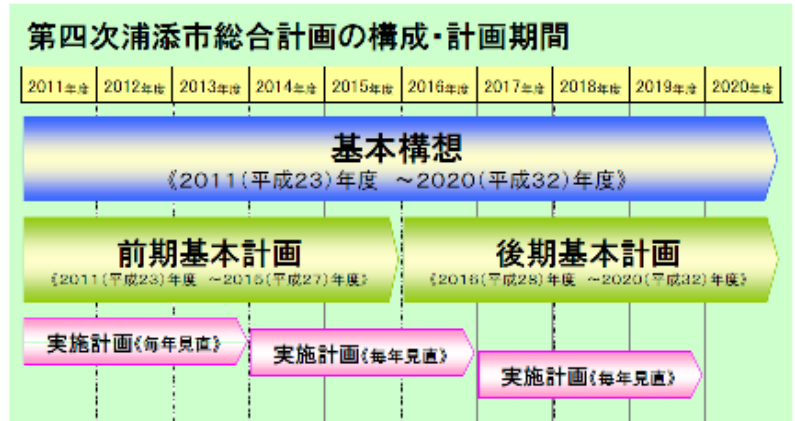 第四次浦添市総合計画の構成・計画期間
2011年度 2012年度 2013年度 2014年度 2015年度 2016年度 2017年度 2018年度 2019年度 2020年度
基本構想
《2011(平成23)年度 ～2020(平成32)年度》
前期基本計画 後期基本計画
《2011(平成23)年度 ～2015(平成27)年度》 《2016(平成28)年度 ～2020(平成32)年度》
実施計画《毎年見直》
実施計画《毎年見直》
実施計画《毎年見直》